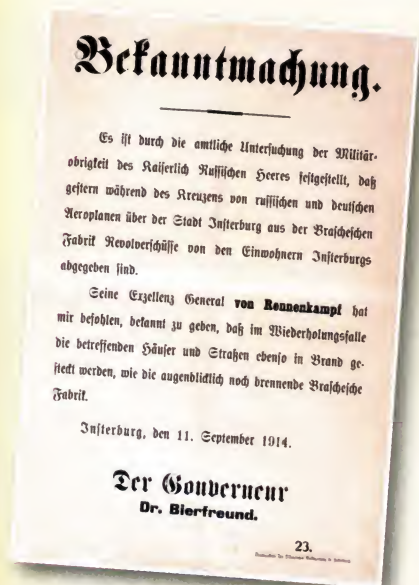 Bekanntmachung.
Es ist durch die amtliche Untersuchung der Militär-
obrigkeit des Kaiserlich Russischen Heeres festgestellt, daß
gestern während des Kreuzens von russischen und deutschen
Aeroplanen über der Stadt Insterburg aus der Brascheschen
Fabrik Revolverschüsse von den Einwohnern Insterburgs
abgegeben sind.
Seine Exzellenz General von Rennenkampf hat
mir befohlen, bekannt zu geben, daß im Wiederholungsfalle
die betreffenden Häuser und Straßen ebenso in Brand ge-
steckt werden, wie die augenblicklich noch brennende Braschesche
Fabrik.
Insterburg, den 11. September 1914.
Der Gouverneur
Dr. Bierfreund.
23.